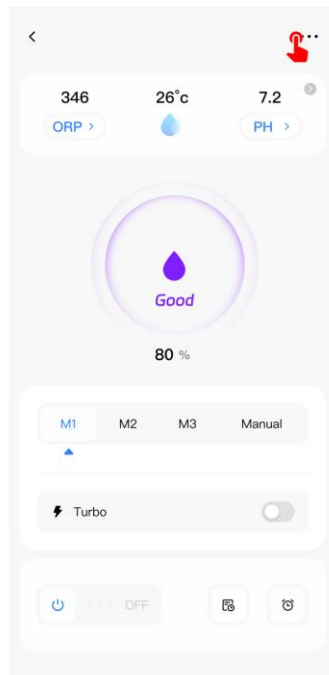 346 26°c 7.2
ORP > PH >
Good
80 %
M1 M2 M3 Manual
Turbo
OFF